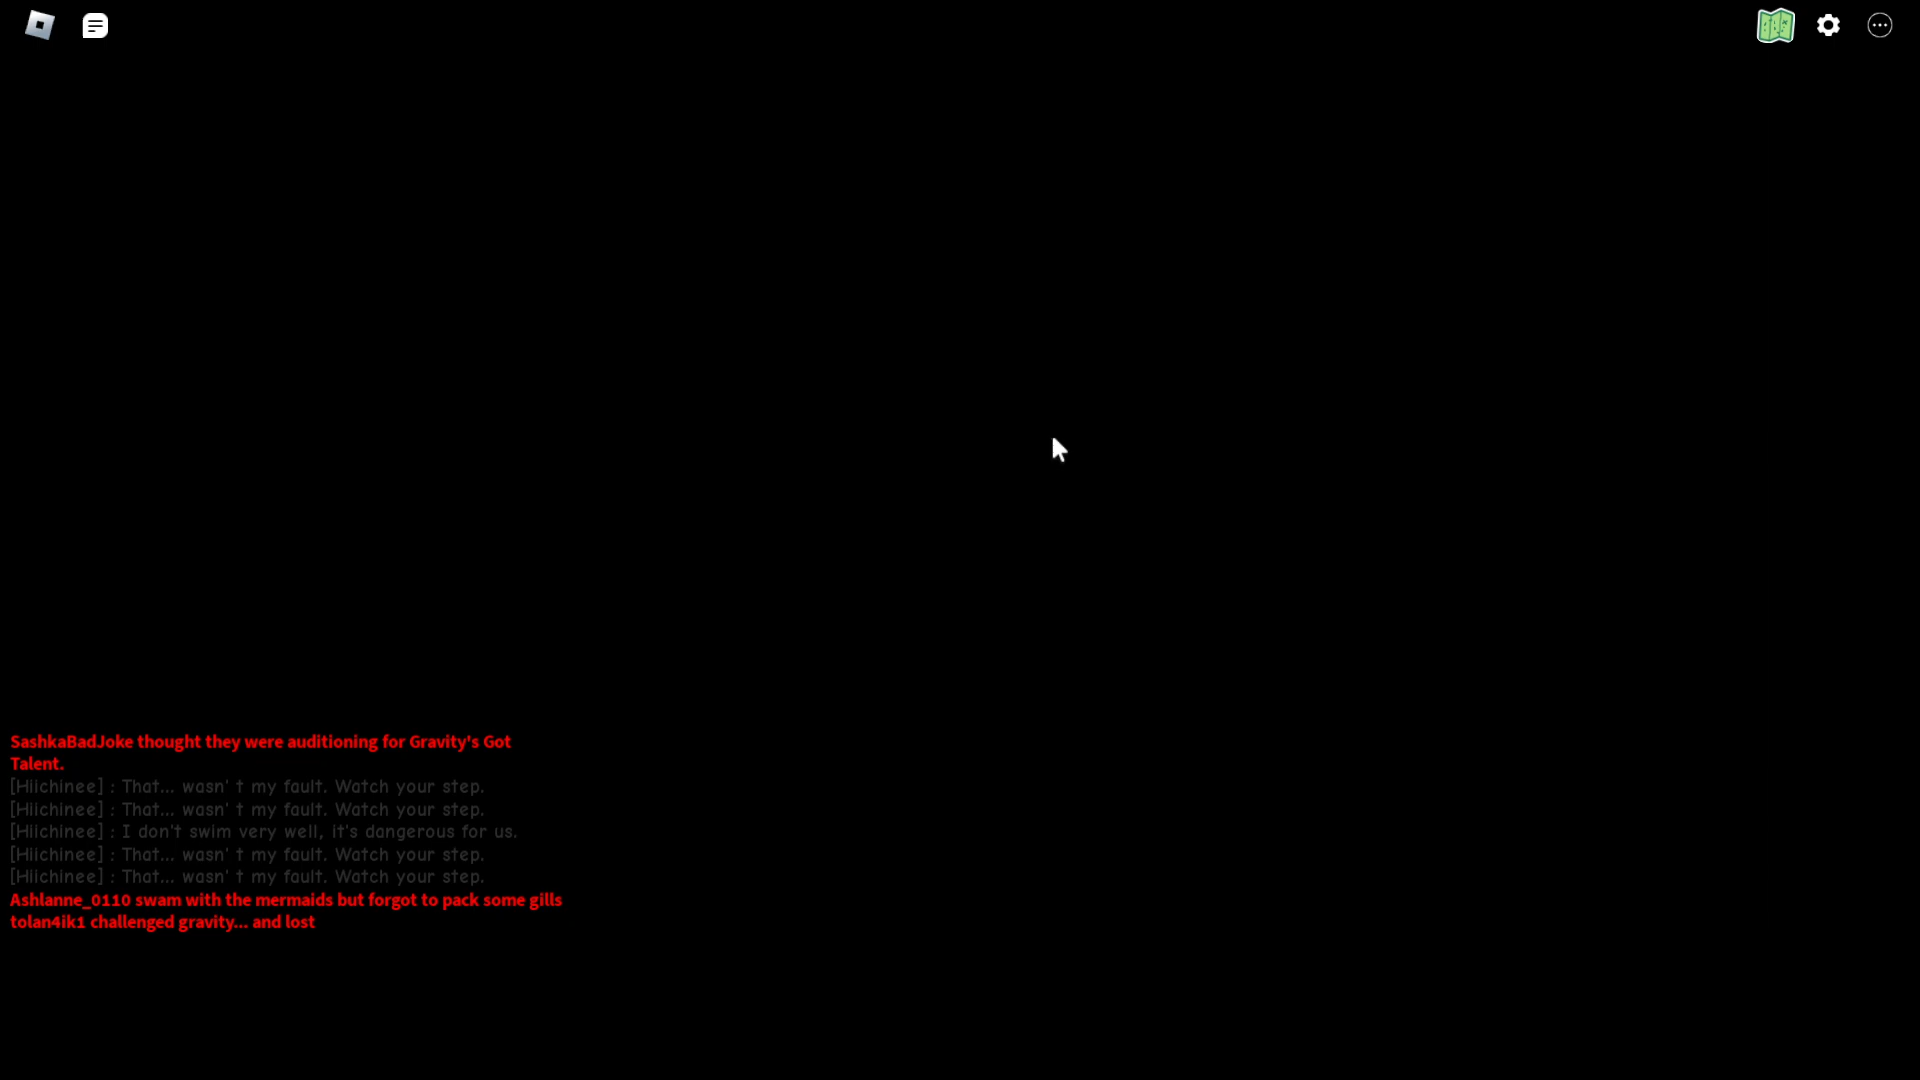 SashkaBadJoke thought they were auditioning for Gravity's Got
Talent.
[Hiichinee] : That... wasn' t my fault. Watch your step.
[Hiichinee] : That... wasn' t my fault. Watch your step.
[Hiichinee] : I don't swim very well, it's dangerous for us.
[Hiichinee] : That... wasn' t my fault. Watch your step.
[Hiichinee] : That... wasn' t my fault. Watch your step.
Ashlanne_0110 swam with the mermaids but forgot to pack some gills
tolan4ik1 challenged gravity... and lost